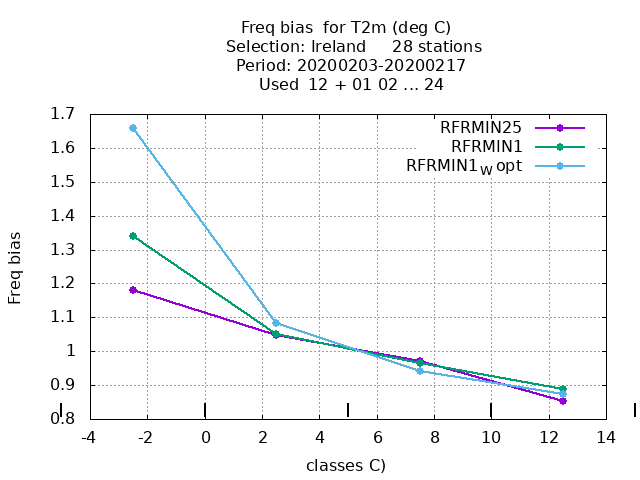 Freq bias  for T2m (deg C)
Selection: Ireland     28 stations
Period: 20200203-20200217
Used  12 + 01 02 ... 24
RFRMIN25
RFRMIN1
RFRMIN1W opt
1.7
1.6
1.5
1.4
1.3
1.2
1.1
1
0.9
0.8
Freq bias
-4 -2 0 2 4 6 8 10 12 14
classes C)